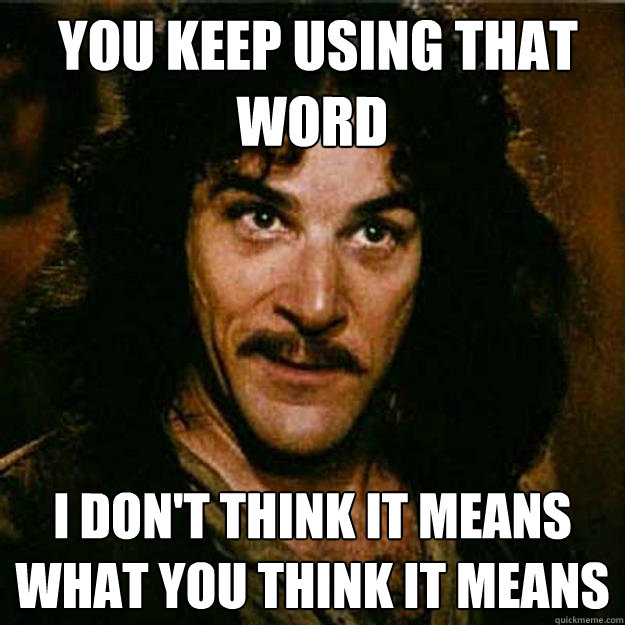 YOU KEEP USING THAT
WORD
I DON'T THINK IT MEANS
WHAT YOU THINK IT MEANS
quickmeme.com